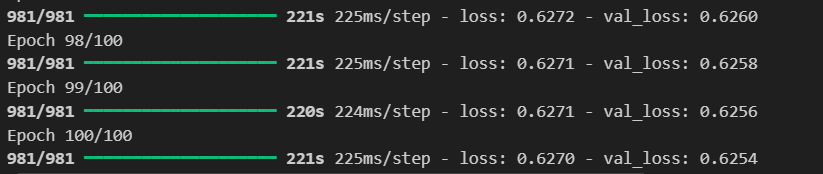 981/981 ━━━━━━━━━━━━━━━━━━━━ 221s 225ms/step - loss: 0.6272 - val_loss: 0.6260
Epoch 98/100
981/981 ━━━━━━━━━━━━━━━━━━━━ 221s 225ms/step - loss: 0.6271 - val_loss: 0.6258
Epoch 99/100
981/981 ━━━━━━━━━━━━━━━━━━━━ 220s 224ms/step - loss: 0.6271 - val_loss: 0.6256
Epoch 100/100
981/981 ━━━━━━━━━━━━━━━━━━━━ 221s 225ms/step - loss: 0.6270 - val_loss: 0.6254